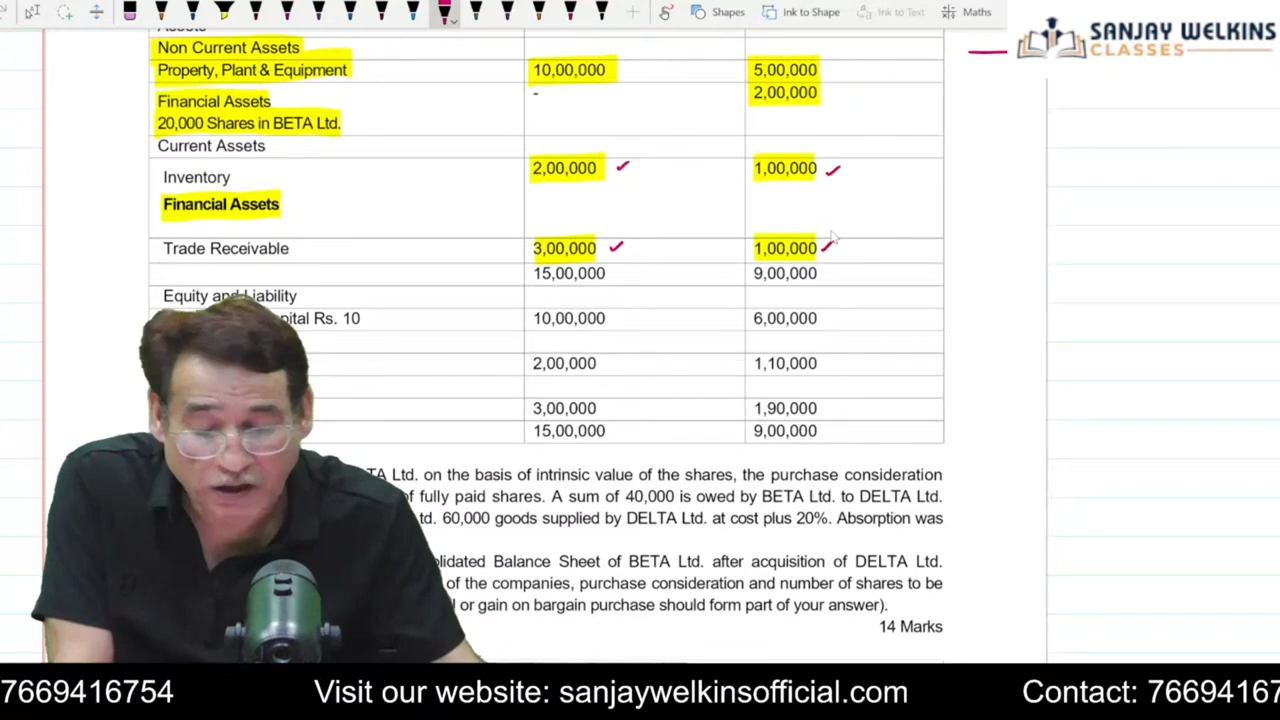 Shapes
Ink to Shape
Ink to Text
Maths
SANJAY WELKINS
CLASSES
Assets
Non Current Assets
Property, Plant & Equipment 10,00,000 5,00,000
Financial Assets - 2,00,000
20,000 Shares in BETA Ltd.
Current Assets
Inventory 2,00,000 1,00,000
Financial Assets
Trade Receivable 3,00,000 1,00,000
15,00,000 9,00,000
Equity and Liability
Rs. 10 10,00,000 6,00,000
2,00,000 1,10,000
3,00,000 1,90,000
15,00,000 9,00,000
Ltd. on the basis of intrinsic value of the shares, the purchase consideration
of fully paid shares. A sum of 40,000 is owed by BETA Ltd. to DELTA Ltd.
60,000 goods supplied by DELTA Ltd. at cost plus 20%. Absorption was
Balance Sheet of BETA Ltd. after acquisition of DELTA Ltd.
of the companies, purchase consideration and number of shares to be
or gain on bargain purchase should form part of your answer).
14 Marks
7669416754 Visit our website: sanjaywelkinsofficial.com Contact: 7669416